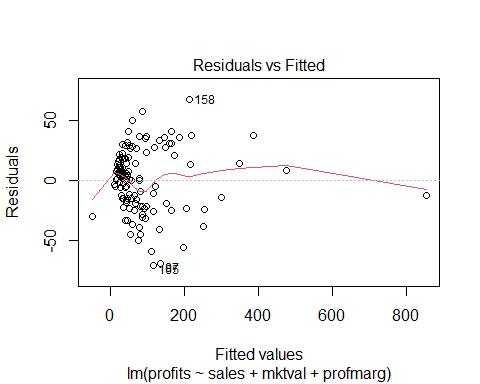 Residuals vs Fitted
Residuals
50
0
-50
158
105
0
200
400
600
800
Fitted values
lm(profits ~ sales + mktval + profmarg)